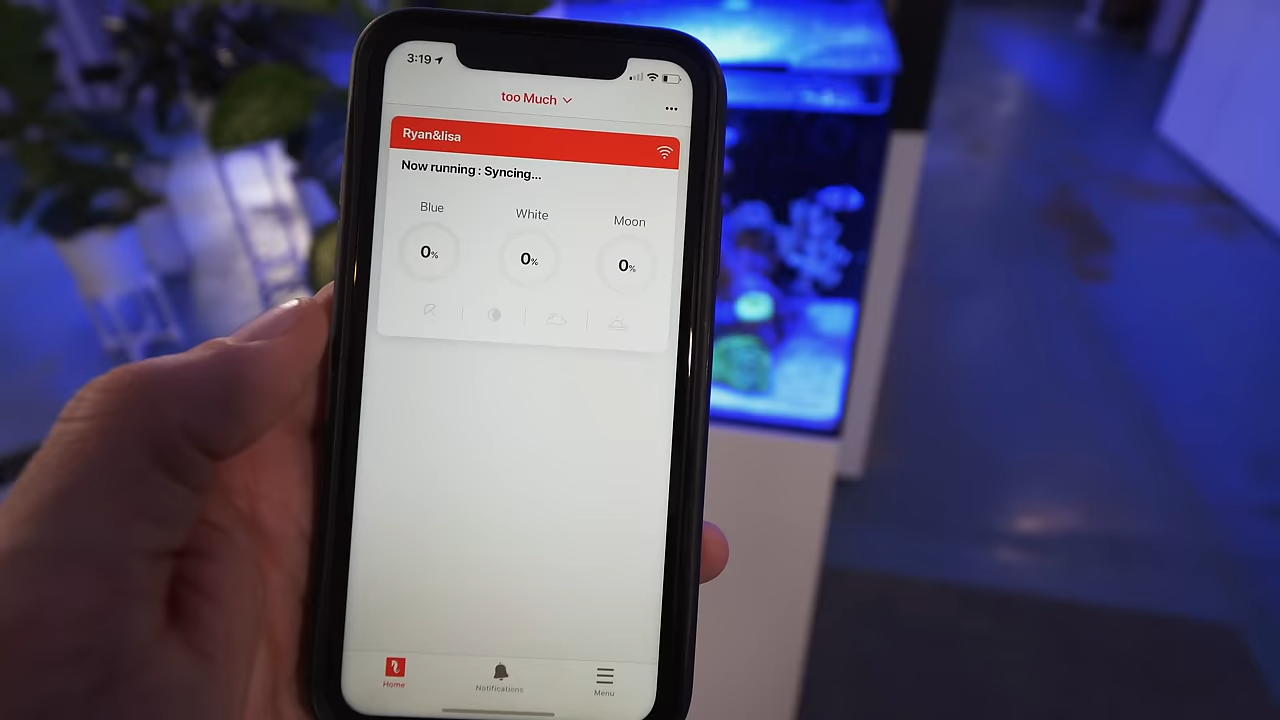 3:19
too Much
Ryan&lisa
Now running : Syncing...
Blue White Moon
0% 0% 0%
Home Notifications Menu